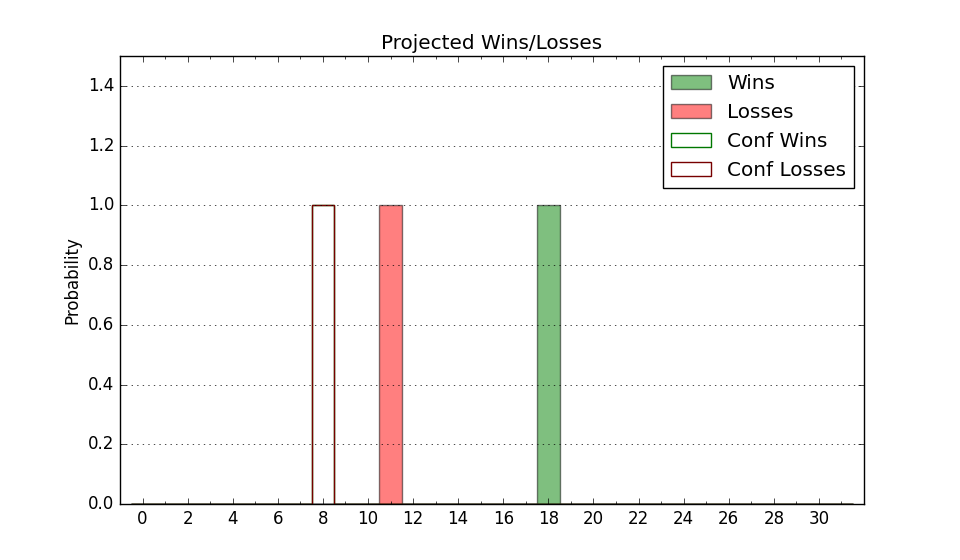 Projected Wins/Losses
Wins
Losses
Conf Wins
Conf Losses
Probability
1.4
1.2
1.0
0.8
0.6
0.4
0.2
0.0
0 2 4 6 8 10 12 14 16 18 20 22 24 26 28 30